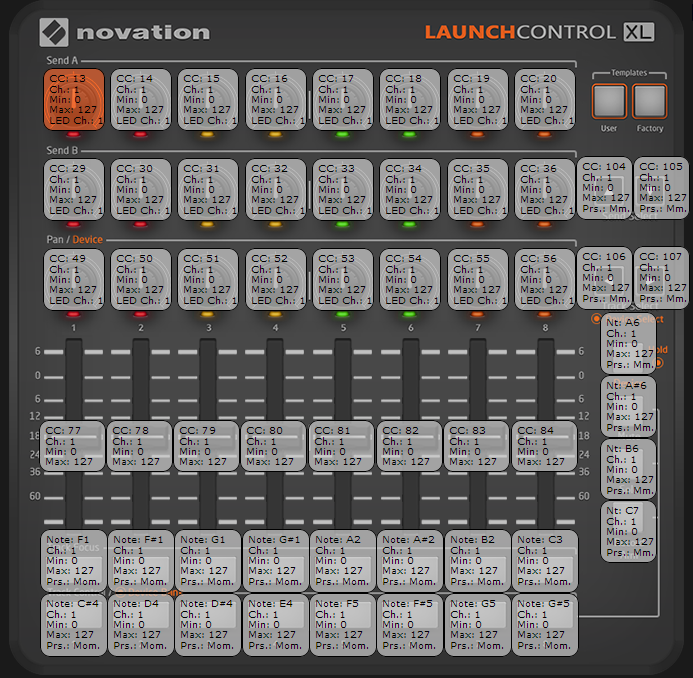 novation
LAUNCHCONTROL XL
Send A
Templates
CC: 13 CC: 14 CC: 15 CC: 16 CC: 17 CC: 18 CC: 19 CC: 20
Ch.: 1 Ch.: 1 Ch.: 1 Ch.: 1 Ch.: 1 Ch.: 1 Ch.: 1 Ch.: 1
Min: 0 Min: 0 Min: 0 Min: 0 Min: 0 Min: 0 Min: 0 Min: 0
Max: 127 Max: 127 Max: 127 Max: 127 Max: 127 Max: 127 Max: 127 Max: 127
LED Ch.: 1 LED Ch.: 1 LED Ch.: 1 LED Ch.: 1 LED Ch.: 1 LED Ch.: 1 LED Ch.: 1 LED Ch.: 1
User Factory
Send B
CC: 29 CC: 30 CC: 31 CC: 32 CC: 33 CC: 34 CC: 35 CC: 36 CC: 104 CC: 105
Ch.: 1 Ch.: 1 Ch.: 1 Ch.: 1 Ch.: 1 Ch.: 1 Ch.: 1 Ch.: 1 Ch.: 1 Ch.: 1
Min: 0 Min: 0 Min: 0 Min: 0 Min: 0 Min: 0 Min: 0 Min: 0 Min: 0 Min: 0
Max: 127 Max: 127 Max: 127 Max: 127 Max: 127 Max: 127 Max: 127 Max: 127 Max: 127 Max: 127
LED Ch.: 1 LED Ch.: 1 LED Ch.: 1 LED Ch.: 1 LED Ch.: 1 LED Ch.: 1 LED Ch.: 1 LED Ch.: 1 Prs.: Mm. Prs.: Mm.
Pan / Device
CC: 49 CC: 50 CC: 51 CC: 52 CC: 53 CC: 54 CC: 55 CC: 56 CC: 106 CC: 107
Ch.: 1 Ch.: 1 Ch.: 1 Ch.: 1 Ch.: 1 Ch.: 1 Ch.: 1 Ch.: 1 Ch.: 1 Ch.: 1
Min: 0 Min: 0 Min: 0 Min: 0 Min: 0 Min: 0 Min: 0 Min: 0 Min: 0 Min: 0
Max: 127 Max: 127 Max: 127 Max: 127 Max: 127 Max: 127 Max: 127 Max: 127 Max: 127 Max: 127
LED Ch.: 1 LED Ch.: 1 LED Ch.: 1 LED Ch.: 1 LED Ch.: 1 LED Ch.: 1 LED Ch.: 1 LED Ch.: 1 Prs.: Mm. Prs.: Mm.
1 2 3 4 5 6 7 8
Nt: A6
Ch.: 1
Min: 0
Max: 127
Prs.: Mm.
Nt: A#6
Ch.: 1
Min: 0
Max: 127
Prs.: Mm.
Nt: B6
Ch.: 1
Min: 0
Max: 127
Prs.: Mm.
Nt: C7
Ch.: 1
Min: 0
Max: 127
Prs.: Mm.
6 6
0 0
6 6
12 12
18 18
24 24
36 36
60 60
CC: 77 CC: 78 CC: 79 CC: 80 CC: 81 CC: 82 CC: 83 CC: 84
Ch.: 1 Ch.: 1 Ch.: 1 Ch.: 1 Ch.: 1 Ch.: 1 Ch.: 1 Ch.: 1
Min: 0 Min: 0 Min: 0 Min: 0 Min: 0 Min: 0 Min: 0 Min: 0
Max: 127 Max: 127 Max: 127 Max: 127 Max: 127 Max: 127 Max: 127 Max: 127
Note: F1 Note: F#1 Note: G1 Note: G#1 Note: A2 Note: A#2 Note: B2 Note: C3
Ch.: 1 Ch.: 1 Ch.: 1 Ch.: 1 Ch.: 1 Ch.: 1 Ch.: 1 Ch.: 1
Min: 0 Min: 0 Min: 0 Min: 0 Min: 0 Min: 0 Min: 0 Min: 0
Max: 127 Max: 127 Max: 127 Max: 127 Max: 127 Max: 127 Max: 127 Max: 127
Prs.: Mom. Prs.: Mom. Prs.: Mom. Prs.: Mom. Prs.: Mom. Prs.: Mom. Prs.: Mom. Prs.: Mom.
Note: C#4 Note: D4 Note: D#4 Note: E4 Note: F5 Note: F#5 Note: G5 Note: G#5
Ch.: 1 Ch.: 1 Ch.: 1 Ch.: 1 Ch.: 1 Ch.: 1 Ch.: 1 Ch.: 1
Min: 0 Min: 0 Min: 0 Min: 0 Min: 0 Min: 0 Min: 0 Min: 0
Max: 127 Max: 127 Max: 127 Max: 127 Max: 127 Max: 127 Max: 127 Max: 127
Prs.: Mom. Prs.: Mom. Prs.: Mom. Prs.: Mom. Prs.: Mom. Prs.: Mom. Prs.: Mom. Prs.: Mom.